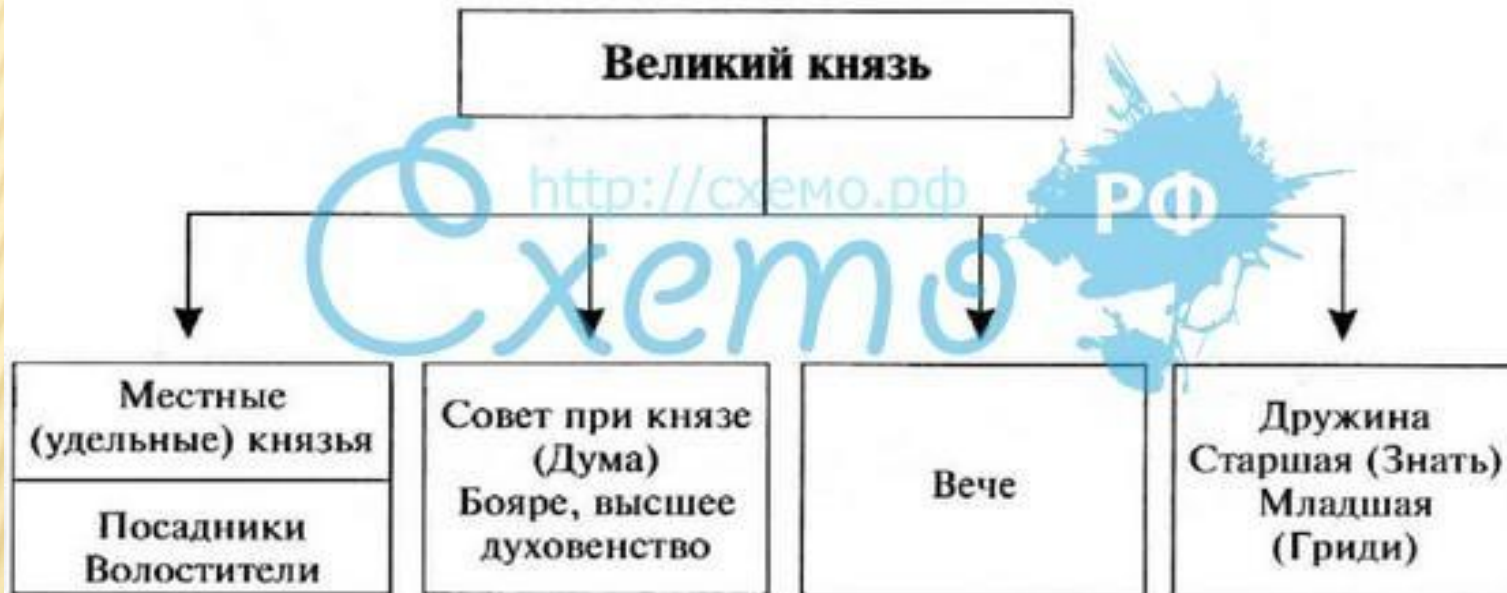 Великий князь
http://схемо.рф
Схемо
РФ
Местные
(удельные) князья
Посадники
Волостители
Совет при князе
(Дума)
Бояре, высшее
духовенство
Вече
Дружина
Старшая (Знать)
Младшая
(Гриди)